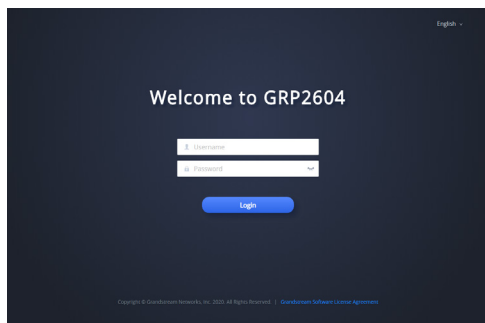 English
Welcome to GRP2604
Username
Password
Login
Copyright © Grandstream Networks, Inc. 2020. All Rights Reserved. | Grandstream Software License Agreement